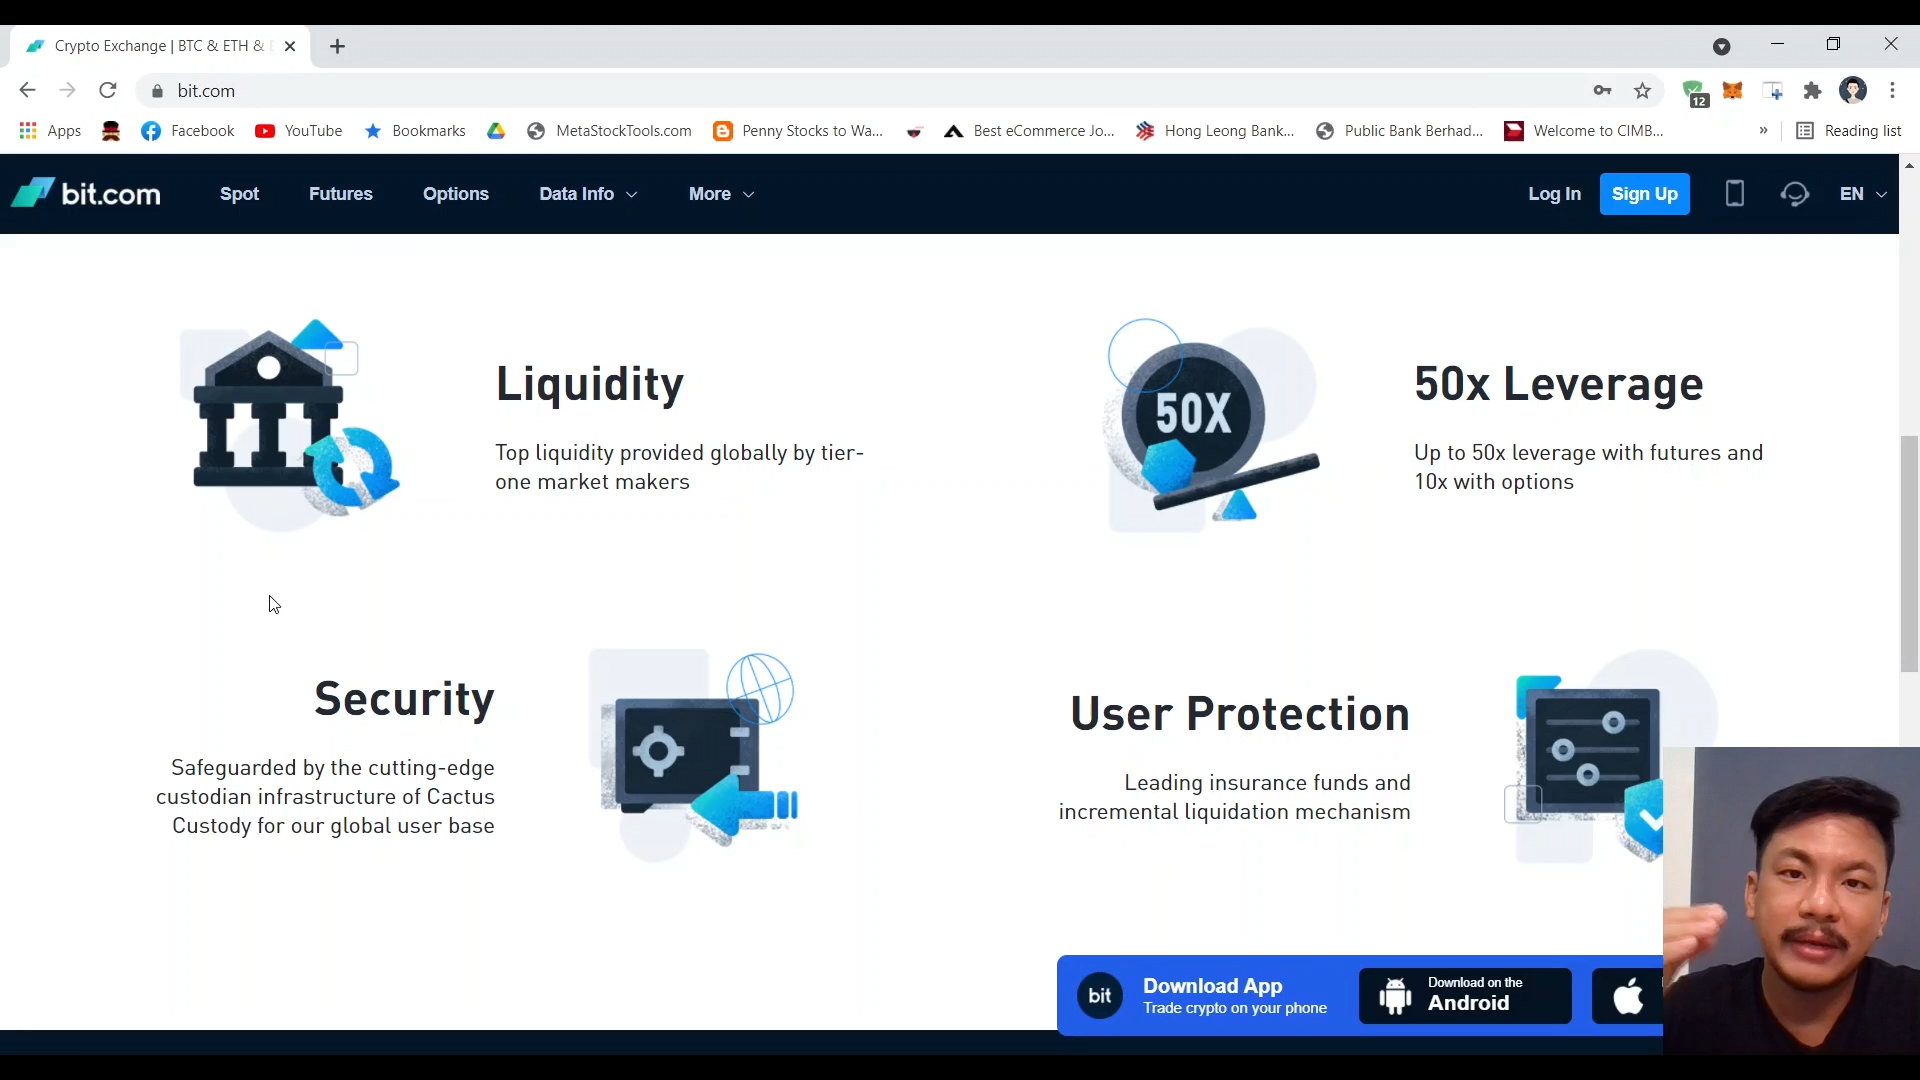 Crypto Exchange | BTC & ETH &
bit.com
12
Apps
Facebook
YouTube
Bookmarks
MetaStockTools.com
Penny Stocks to Wa...
Best eCommerce Jo...
Hong Leong Bank...
Public Bank Berhad...
Welcome to CIMB...
»
Reading list
bit.com
Spot
Futures
Options
Data Info
More
Log In
Sign Up
EN
Liquidity
Top liquidity provided globally by tier-
one market makers
50X
50x Leverage
Up to 50x leverage with futures and
10x with options
Security
Safeguarded by the cutting-edge
custodian infrastructure of Cactus
Custody for our global user base
User Protection
Leading insurance funds and
incremental liquidation mechanism
bit
Download App
Trade crypto on your phone
Download on the
Android